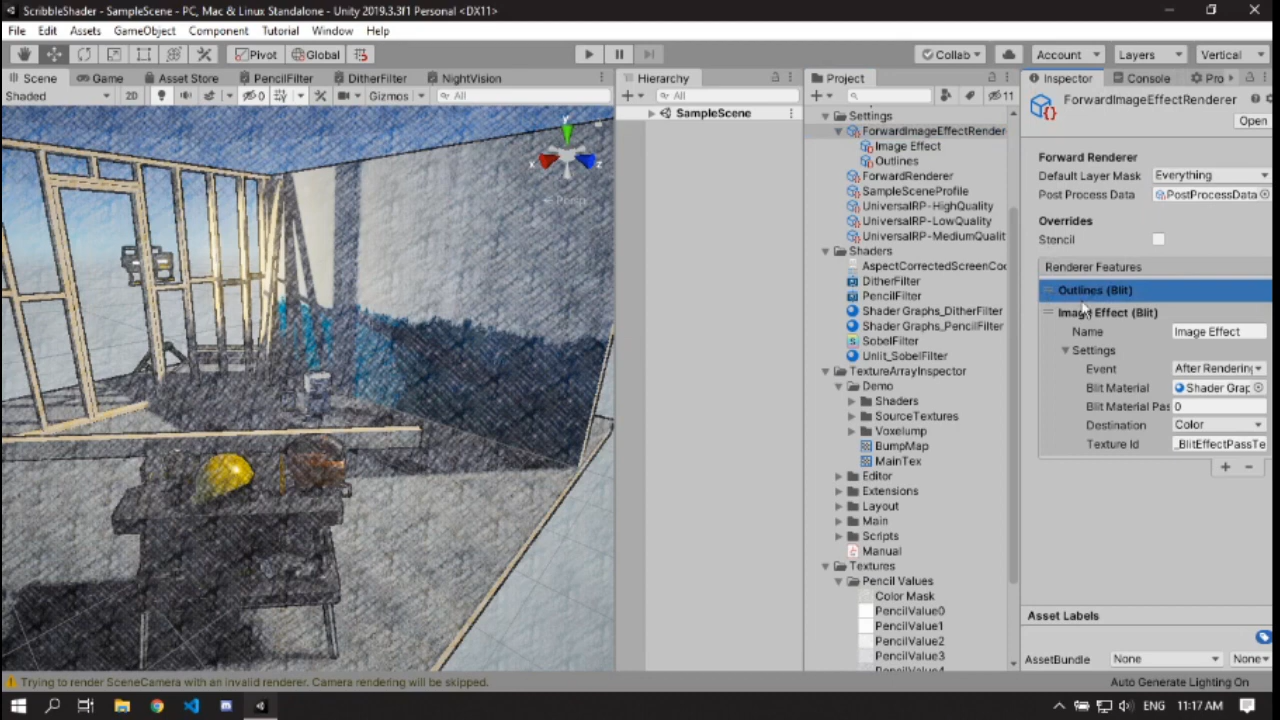 ScribbleShader - SampleScene - PC, Mac & Linux Standalone - Unity 2019.3.3f1 Personal <DX11>
File Edit Assets GameObject Component Tutorial Window Help
Pivot Global Collab Account Layers Vertical
Scene Game Asset Store PencilFilter DitherFilter NightVision
Shaded 2D 0 Gizmos All
y
x
z
Persp
Hierarchy
All
SampleScene
Project
11
Settings
ForwardImageEffectRender
Image Effect
Outlines
ForwardRenderer
SampleSceneProfile
UniversalRP-HighQuality
UniversalRP-LowQuality
UniversalRP-MediumQualit
Shaders
AspectCorrectedScreenCoo
DitherFilter
PencilFilter
Shader Graphs_DitherFilter
Shader Graphs_PencilFilter
SobelFilter
Unlit_SobelFilter
TextureArrayInspector
Demo
Shaders
SourceTextures
Voxelump
BumpMap
MainTex
Editor
Extensions
Layout
Main
Scripts
Manual
Textures
Pencil Values
Color Mask
PencilValue0
PencilValue1
PencilValue2
PencilValue3
PencilValue4
Inspector Console Pro
ForwardImageEffectRenderer
Open
Forward Renderer
Default Layer Mask Everything
Post Process Data PostProcessData
Overrides
Stencil
Renderer Features
Outlines (Blit)
Image Effect (Blit)
Name Image Effect
Settings
Event After Rendering
Blit Material Shader Grap
Blit Material Pas 0
Destination Color
Texture Id _BlitEffectPassTe
+ -
Asset Labels
AssetBundle None None
Trying to render SceneCamera with an invalid renderer. Camera rendering will be skipped.
Auto Generate Lighting On
ENG 11:17 AM